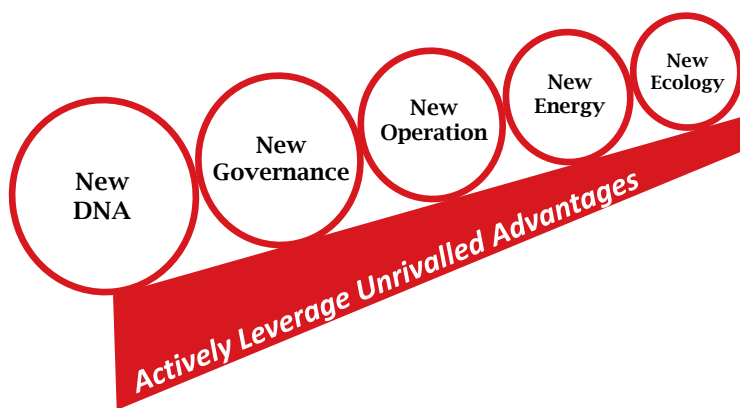 New
DNA
New
Governance
New
Operation
New
Energy
New
Ecology
Actively Leverage Unrivalled Advantages